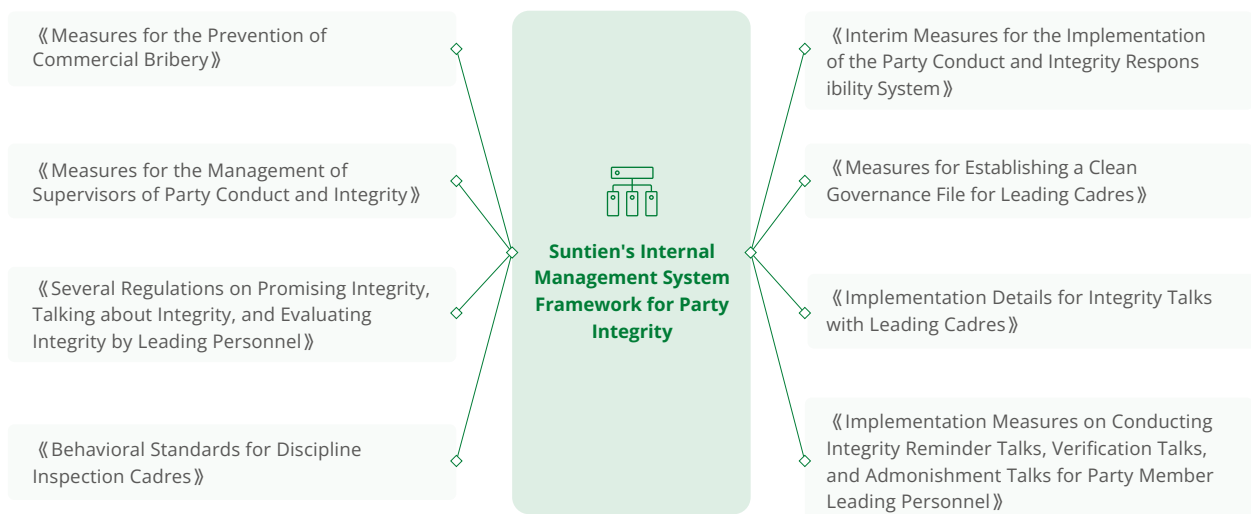 《Measures for the Prevention of
Commercial Bribery》
《Measures for the Management of
Supervisors of Party Conduct and Integrity》
《Several Regulations on Promising Integrity,
Talking about Integrity, and Evaluating
Integrity by Leading Personnel》
《Behavioral Standards for Discipline
Inspection Cadres》
Suntien's Internal
Management System
Framework for Party
Integrity
《Interim Measures for the Implementation
of the Party Conduct and Integrity Respons
ibility System》
《Measures for Establishing a Clean
Governance File for Leading Cadres》
《Implementation Details for Integrity Talks
with Leading Cadres》
《Implementation Measures on Conducting
Integrity Reminder Talks, Verification Talks,
and Admonishment Talks for Party Member
Leading Personnel》